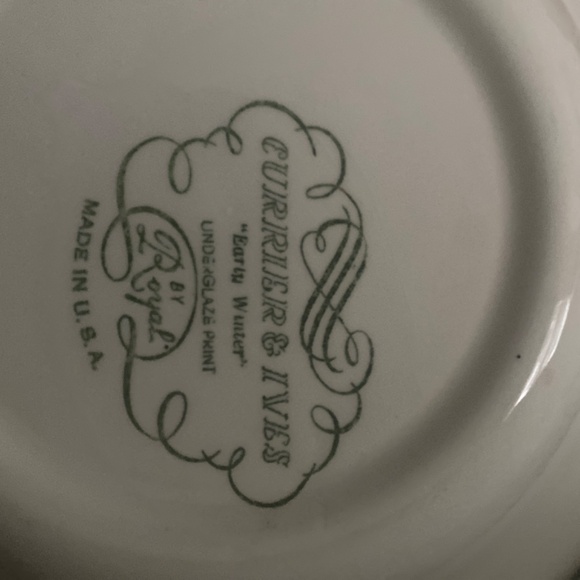 CURRIER & IVES
"Early Winter"
UNDERGLAZE PRINT
BY
Royal
MADE IN U.S.A.